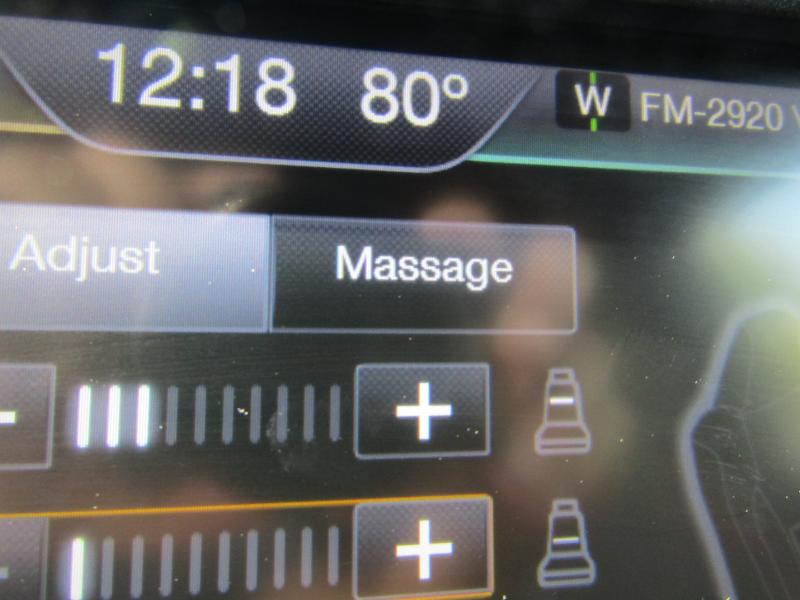 12:18 80° W FM-2920
Adjust Massage
+
+